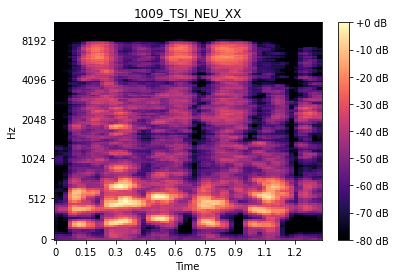 1009_TSI_NEU_XX
+0 dB
8192
-10 dB
4096
-20 dB
-30 dB
2048
Hz
-40 dB
1024
-50 dB
-60 dB
512
-70 dB
0
-80 dB
0 0.15 0.3 0.45 0.6 0.75 0.9 1.1 1.2
Time